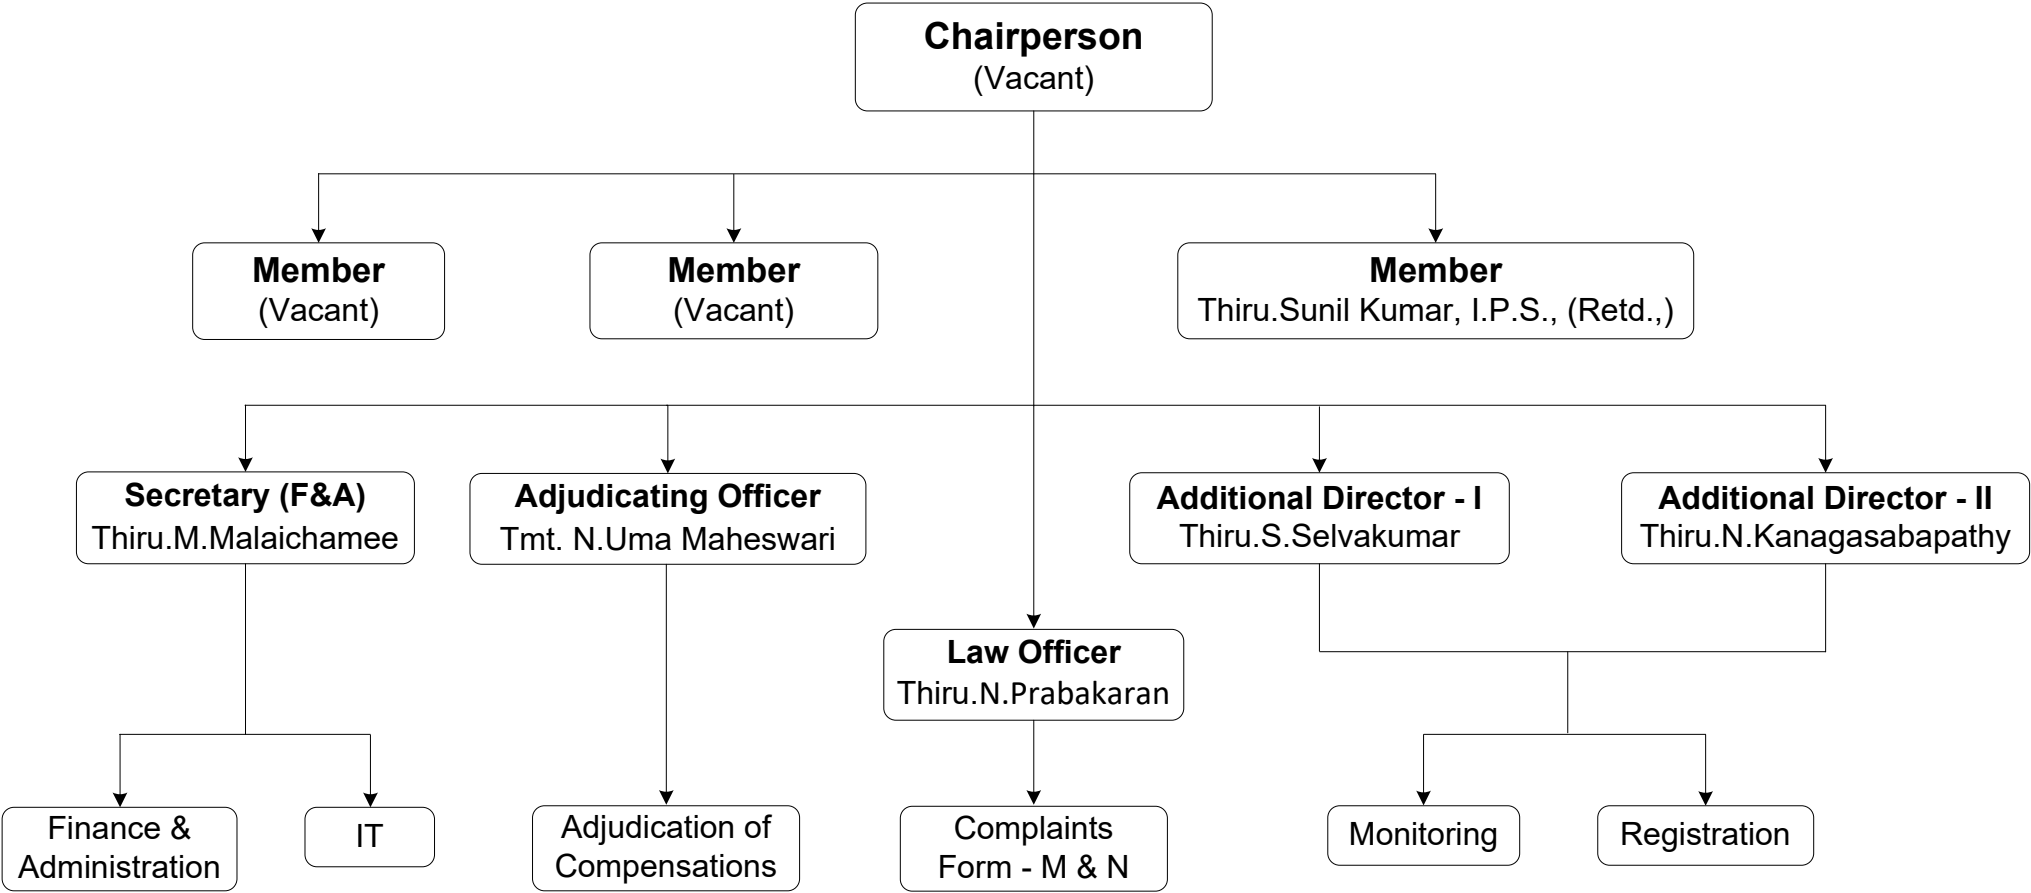 Chairperson
(Vacant)
Member
(Vacant)
Member
(Vacant)
Member
Thiru.Sunil Kumar, I.P.S., (Retd.,)
Secretary (F&A)
Thiru.M.Malaichamee
Adjudicating Officer
Tmt. N.Uma Maheswari
Additional Director - I
Thiru.S.Selvakumar
Additional Director - II
Thiru.N.Kanagasabapathy
Law Officer
Thiru.N.Prabakaran
Finance &
Administration
IT
Adjudication of
Compensations
Complaints
Form - M & N
Monitoring
Registration